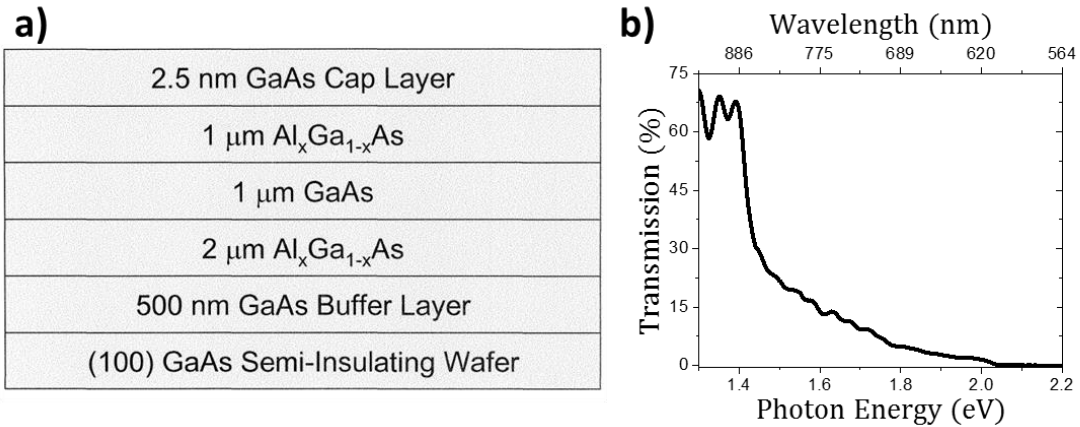 a)
2.5 nm GaAs Cap Layer
1 μm AlxGa1-xAs
1 μm GaAs
2 μm AlxGa1-xAs
500 nm GaAs Buffer Layer
(100) GaAs Semi-Insulating Wafer
b)
Wavelength (nm)
886 775 689 620 564
75
60
45
30
15
0
Transmission (%)
1.4 1.6 1.8 2.0 2.2
Photon Energy (eV)